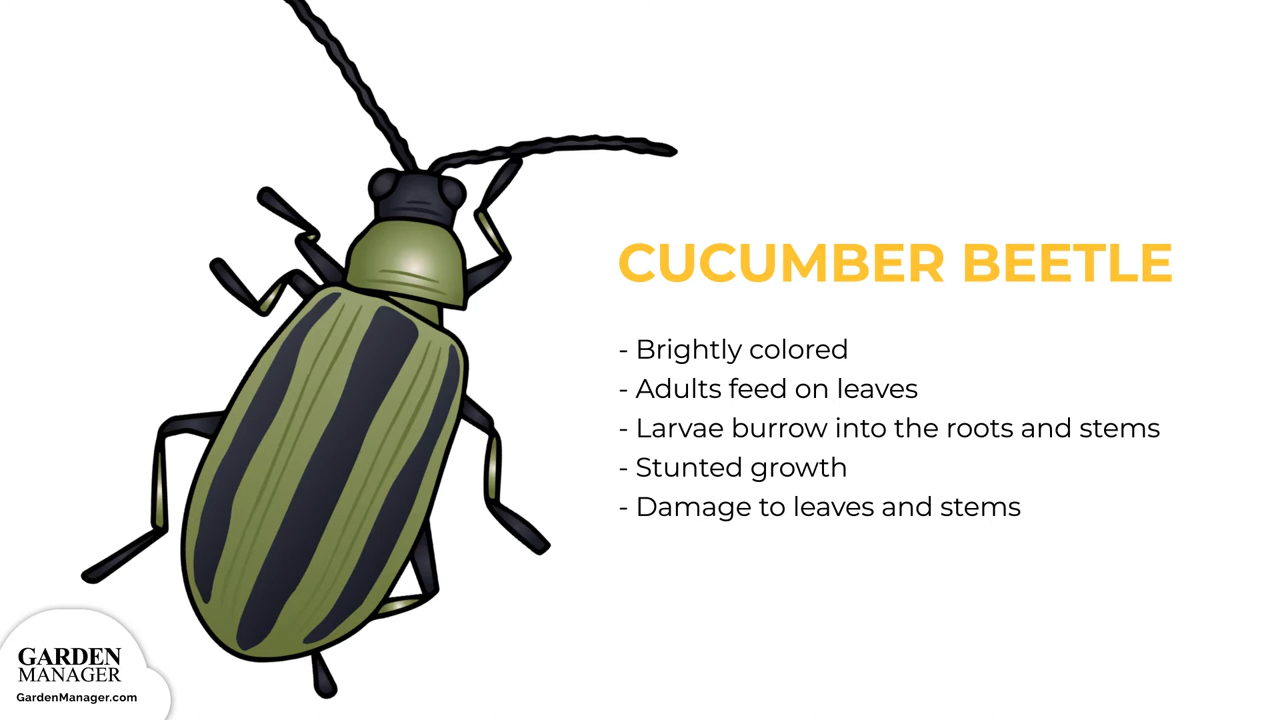 CUCUMBER BEETLE
- Brightly colored
- Adults feed on leaves
- Larvae burrow into the roots and stems
- Stunted growth
- Damage to leaves and stems
GARDEN
MANAGER
GardenManager.com